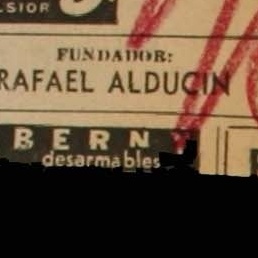 LSIOR
FUNDADOR:
RAFAEL ALDUCIN
BERN
desarmables